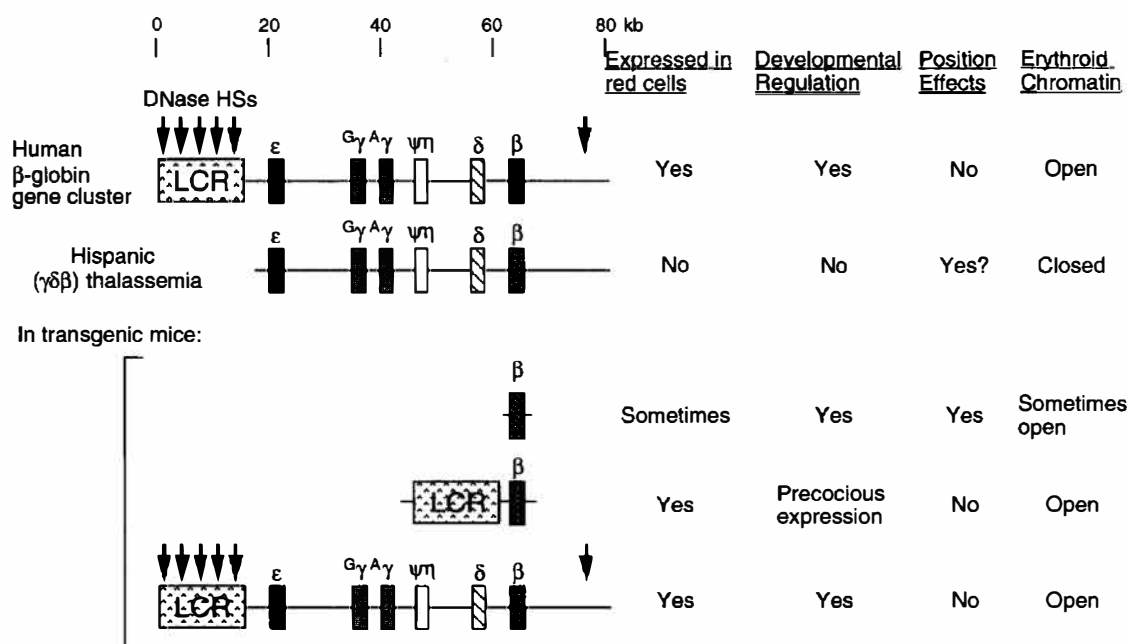 0 20 40 60 80 kb
Expressed in red cells
Developmental Regulation
Position Effects
Erythroid Chromatin
DNase HSs
Human β-globin gene cluster
LCR ε Gγ Aγ ψη δ β
Yes Yes No Open
Hispanic (γδβ) thalassemia
ε Gγ Aγ ψη δ β
No No Yes? Closed
In transgenic mice:
β
Sometimes Yes Yes Sometimes open
LCR β
Yes Precocious expression No Open
LCR ε Gγ Aγ ψη δ β
Yes Yes No Open